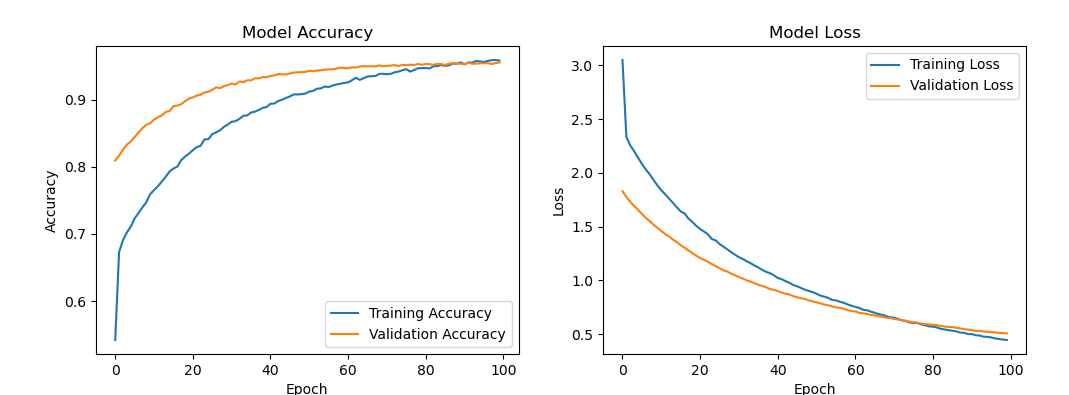 Model Accuracy
Accuracy
0.9
0.8
0.7
0.6
0
20
40
60
80
100
Epoch
Training Accuracy
Validation Accuracy
Model Loss
Loss
3.0
2.5
2.0
1.5
1.0
0.5
0
20
40
60
80
100
Epoch
Training Loss
Validation Loss